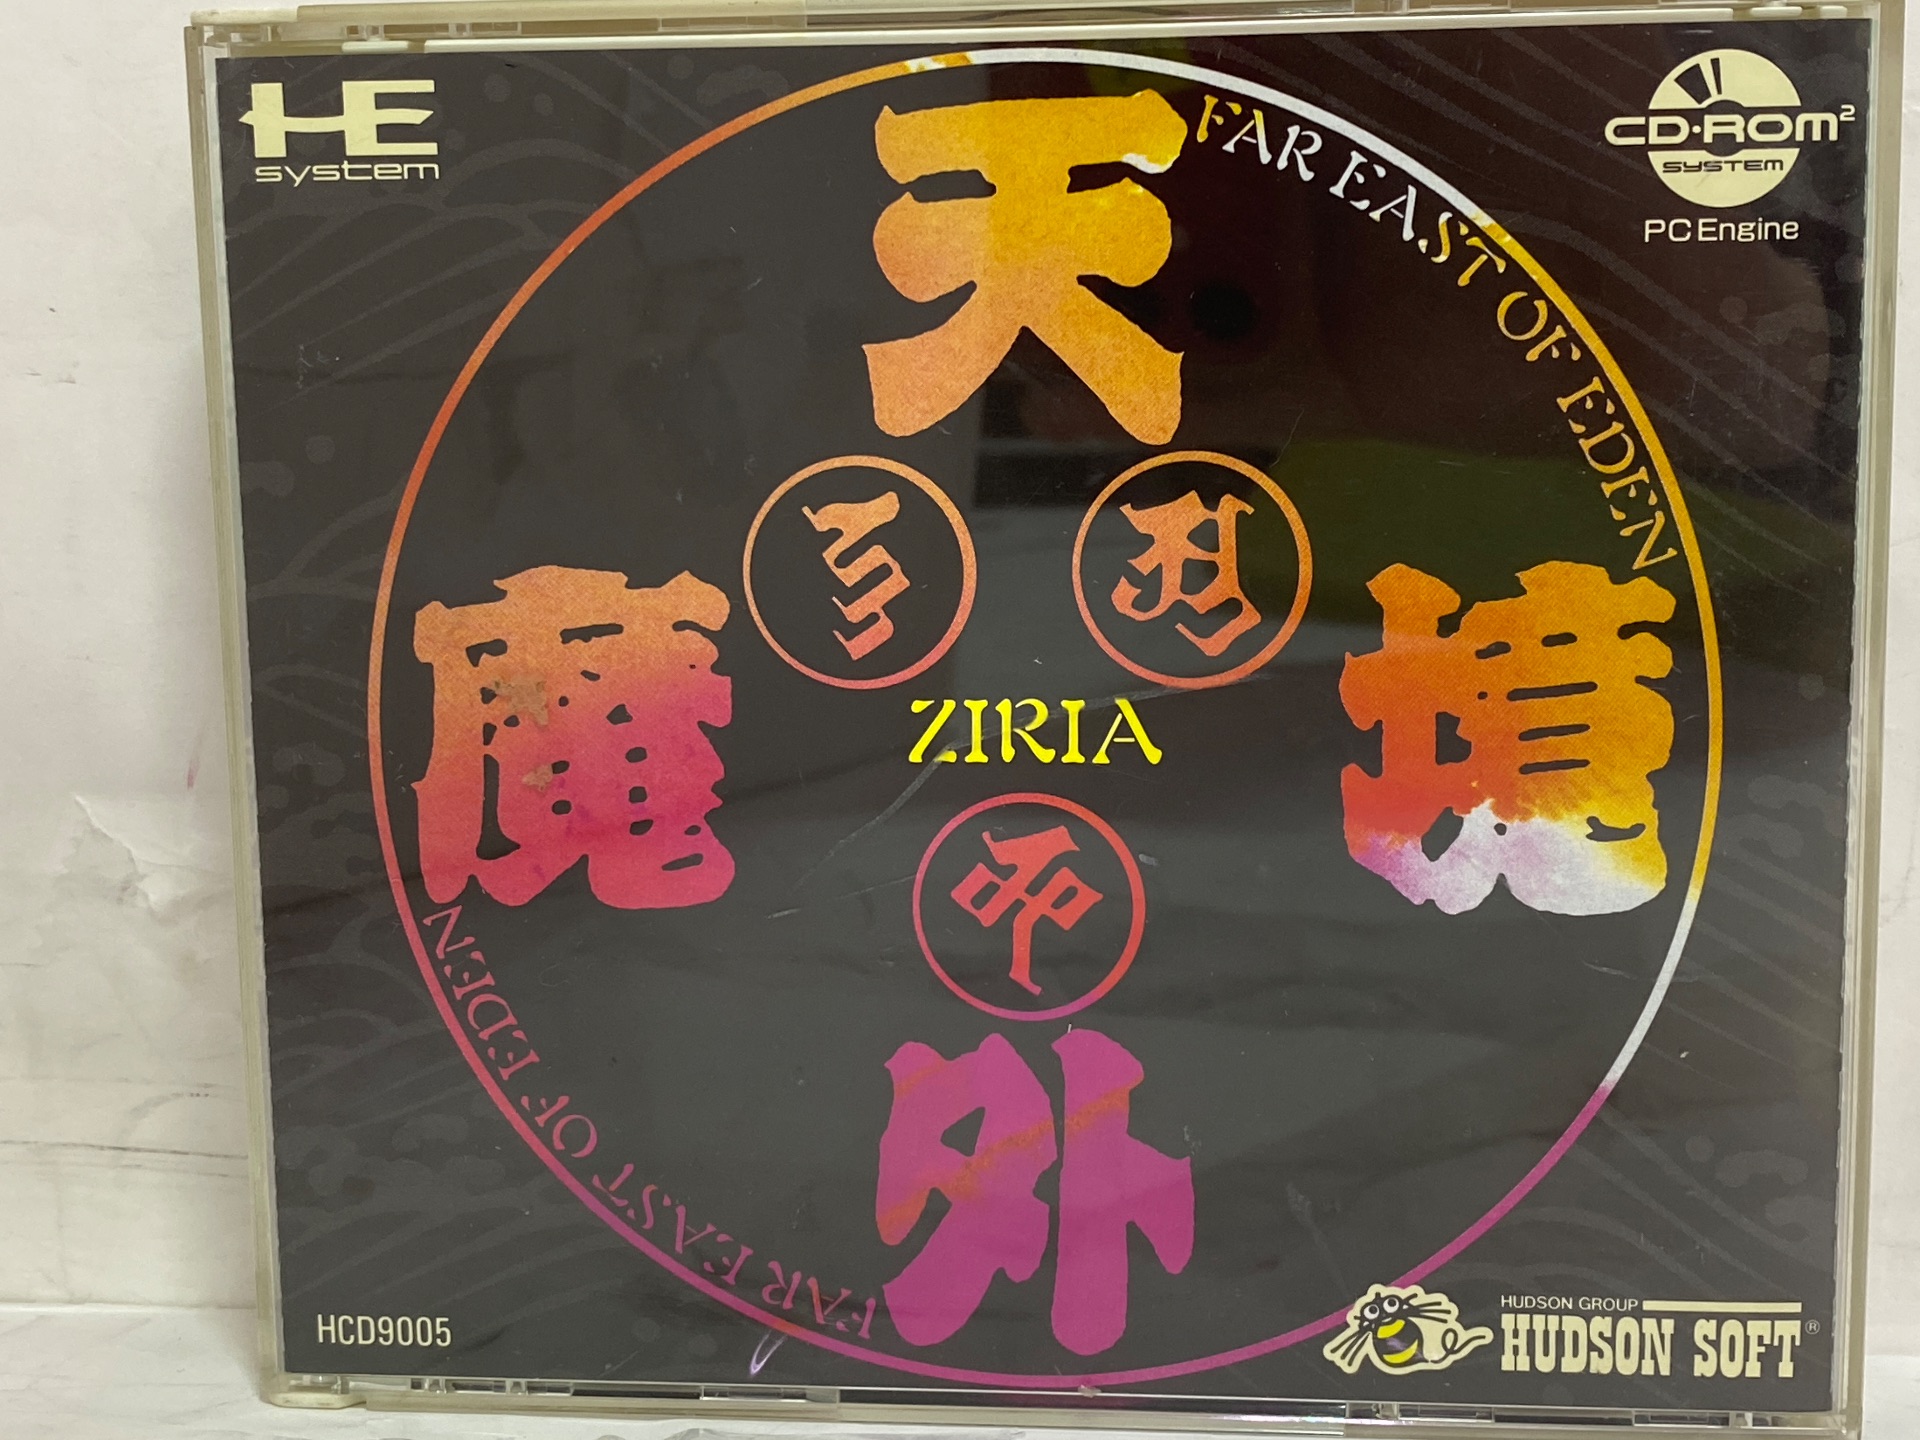 HE
system
CD-ROM²
SYSTEM
PC Engine
FAR EAST OF EDEN
天
外
魔
境
ZIRIA
FAR EAST OF EDEN
HCD9005
HUDSON GROUP
HUDSON SOFT®